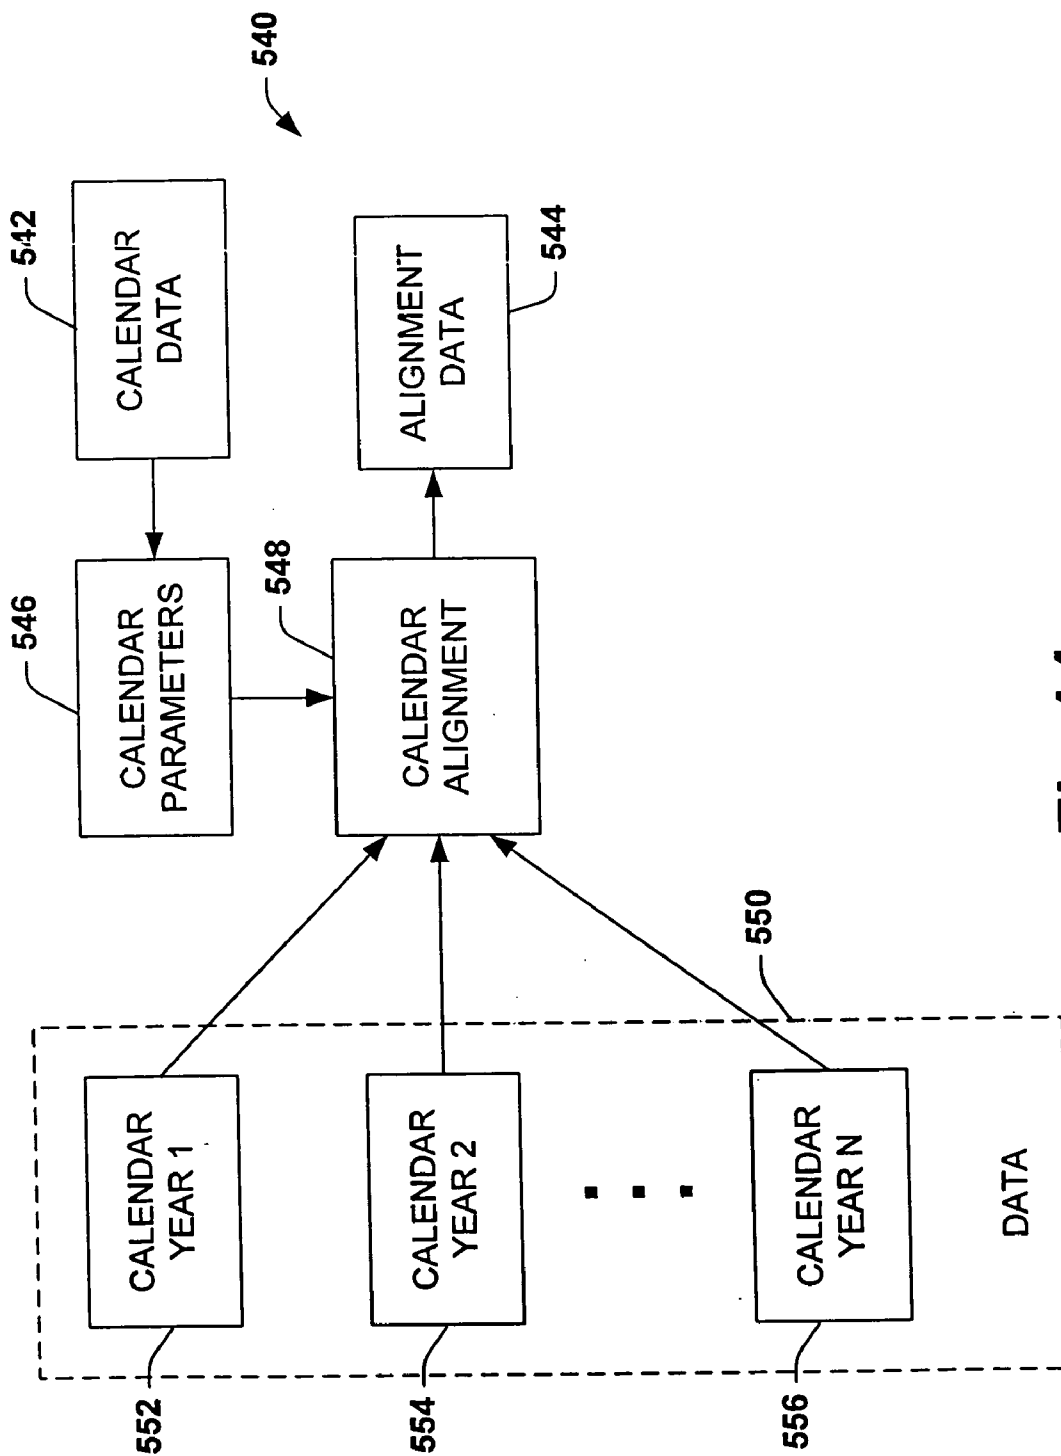 540
542
CALENDAR
DATA
546
CALENDAR
PARAMETERS
548
CALENDAR
ALIGNMENT
ALIGNMENT
DATA
544
552
CALENDAR
YEAR 1
554
CALENDAR
YEAR 2
556
CALENDAR
YEAR N
DATA
550